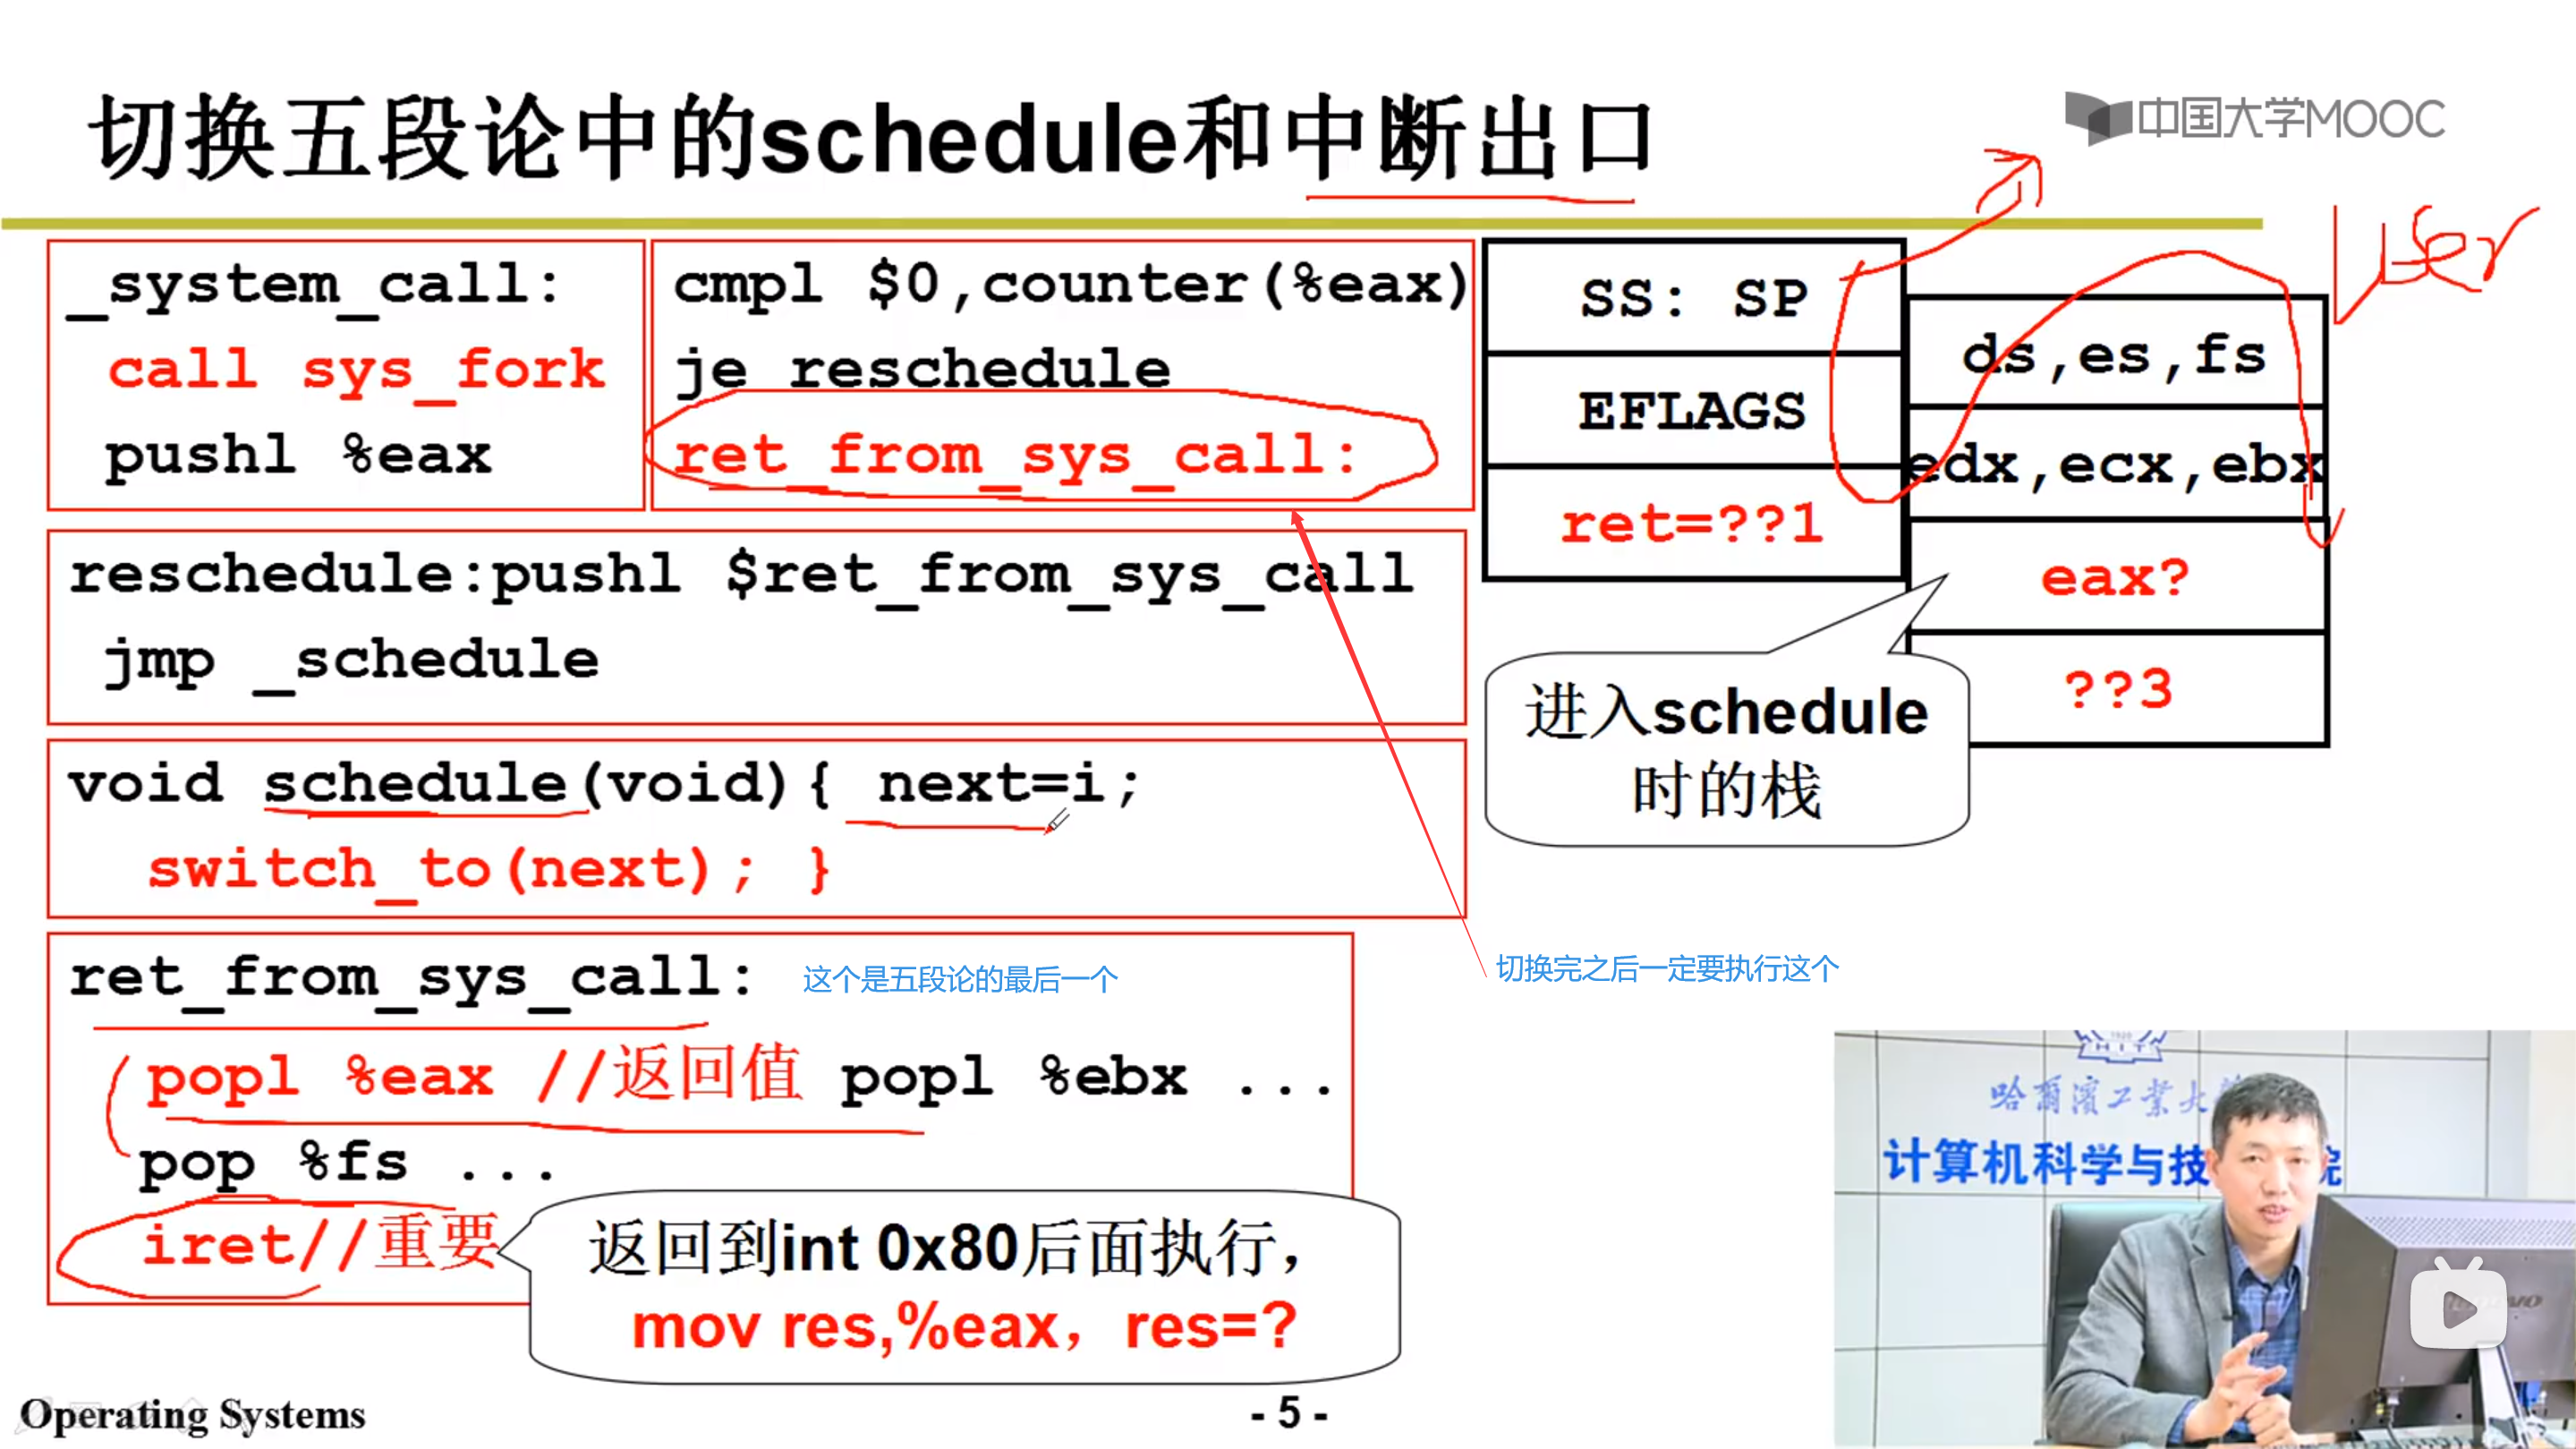 切换五段论中的schedule和中断出口
中国大学MOOC
user
_system_call:
call sys_fork
pushl %eax
cmpl $0,counter(%eax)
je reschedule
ret_from_sys_call:
reschedule:pushl $ret_from_sys_call
jmp _schedule
void schedule(void){ next=i;
switch_to(next); }
ret_from_sys_call:
这个是五段论的最后一个
popl %eax //返回值 popl %ebx ...
pop %fs ...
iret//重要
返回到int 0x80后面执行，
mov res,%eax，res=?
SS: SP
EFLAGS
ret=??1
ds,es,fs
edx,ecx,ebx
eax?
??3
进入schedule
时的栈
切换完之后一定要执行这个
HIT
哈尔滨工业大
计算机科学与技
院
Operating Systems
- 5 -